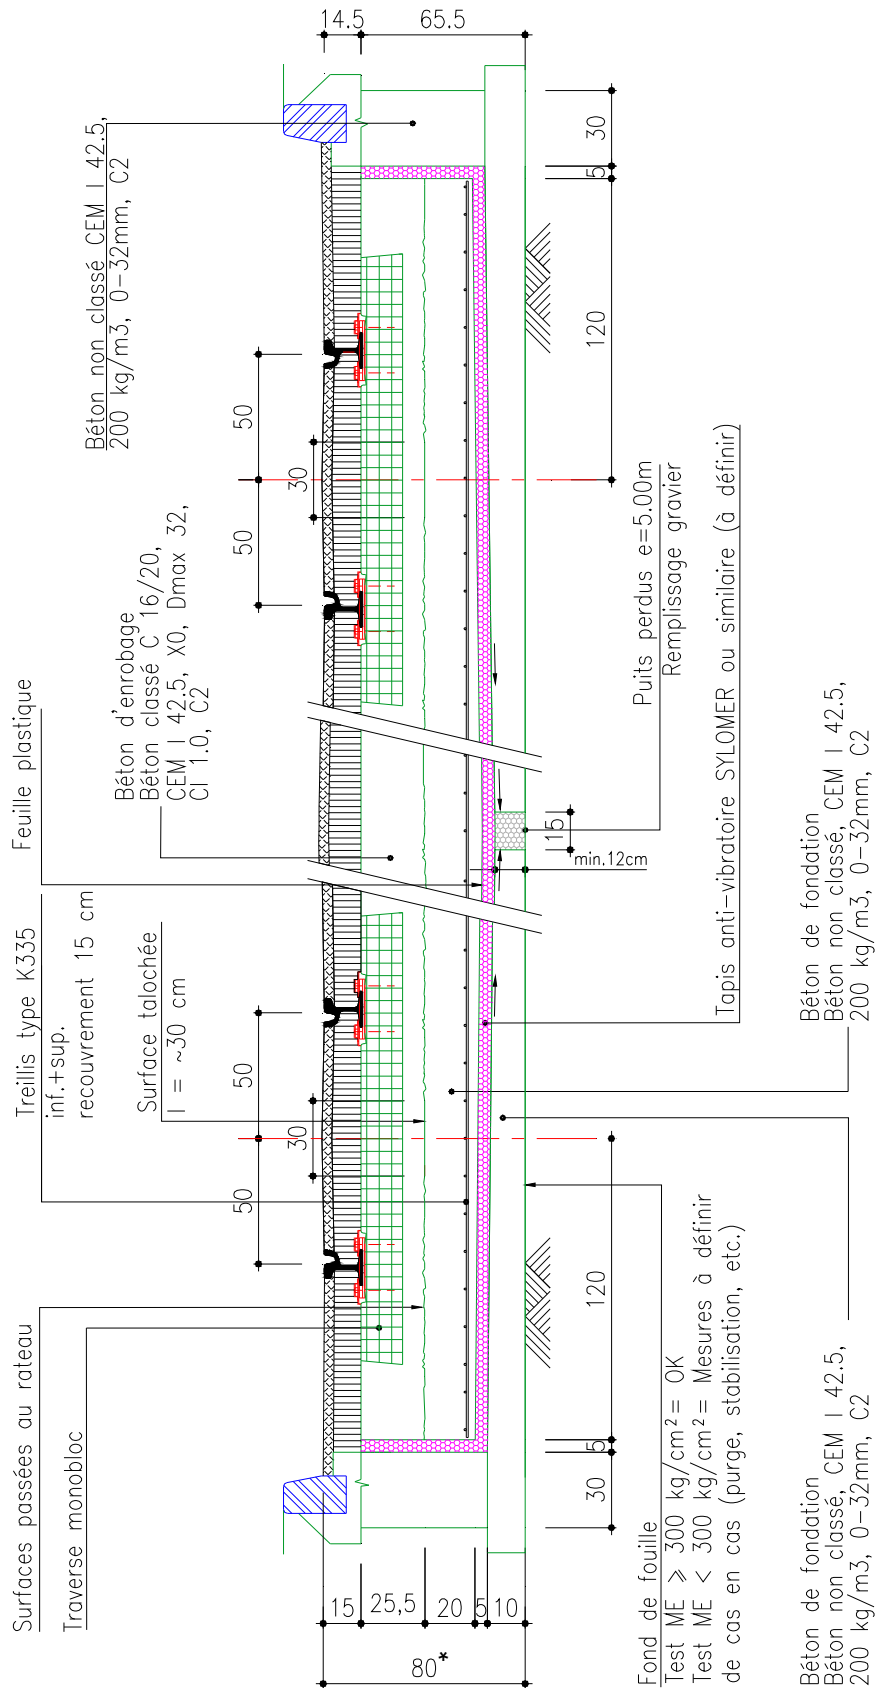 Surfaces passées au rateau
Traverse monobloc
Treillis type K335
inf.+sup.
recouvrement 15 cm
Surface talochée
l = ~30 cm
Feuille plastique
Béton d'enrobage
Béton classé C 16/20,
CEM I 42.5, X0, Dmax 32,
Cl 1.0, C2
Béton non classé CEM I 42.5,
200 kg/m3, 0-32mm, C2
50
50
30
50
50
30
14.5
65.5
15
25,5
20
5
10
80*
30
5
120
120
5
30
15
min.12cm
Puits perdus e=5.00m
Remplissage gravier
Tapis anti-vibratoire SYLOMER ou similaire (à définir)
Fond de fouille
Test ME ⩾ 300 kg/cm² = OK
Test ME < 300 kg/cm² = Mesures à définir
de cas en cas (purge, stabilisation, etc.)
Béton de fondation
Béton non classé, CEM I 42.5,
200 kg/m3, 0-32mm, C2
Béton de fondation
Béton non classé, CEM I 42.5,
200 kg/m3, 0-32mm, C2